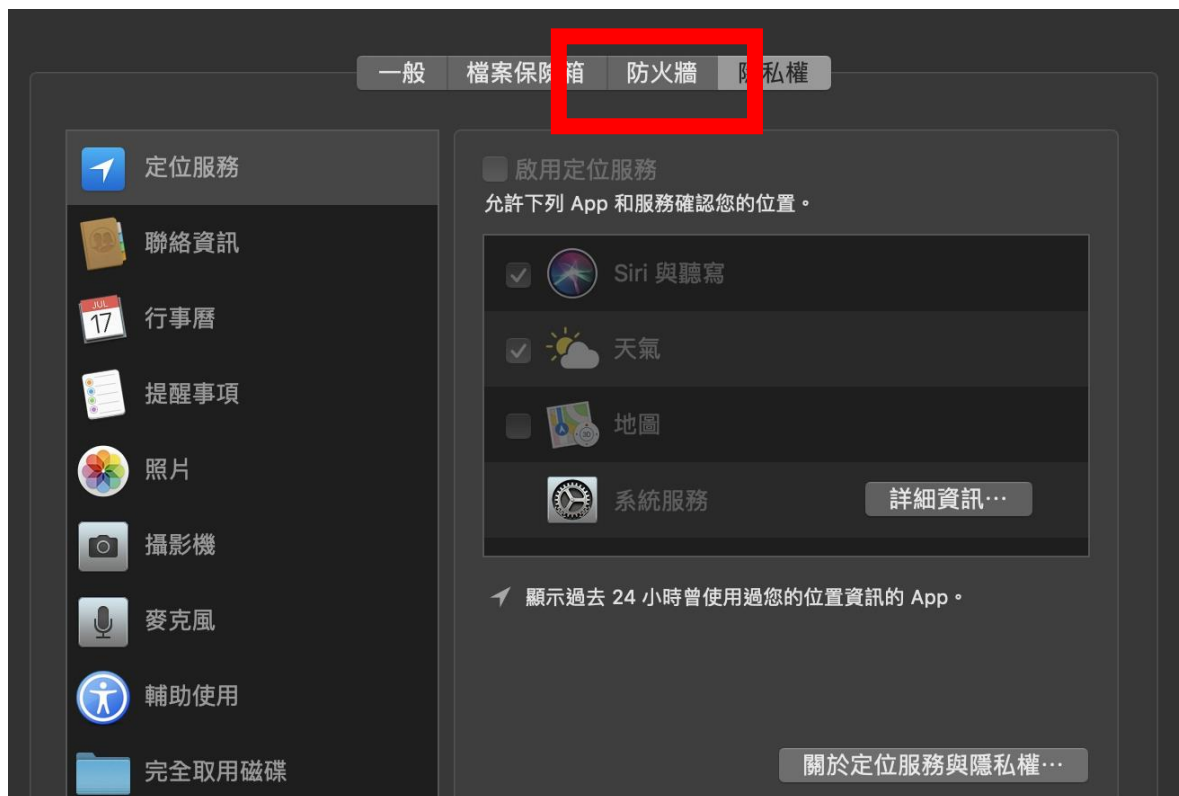 一般 檔案保險箱 防火牆 隱私權
定位服務
聯絡資訊
JUL
17
行事曆
提醒事項
照片
攝影機
麥克風
輔助使用
完全取用磁碟
啟用定位服務
允許下列 App 和服務確認您的位置。
Siri 與聽寫
天氣
3D
地圖
系統服務 詳細資訊⋯
顯示過去 24 小時曾使用過您的位置資訊的 App。
關於定位服務與隱私權⋯